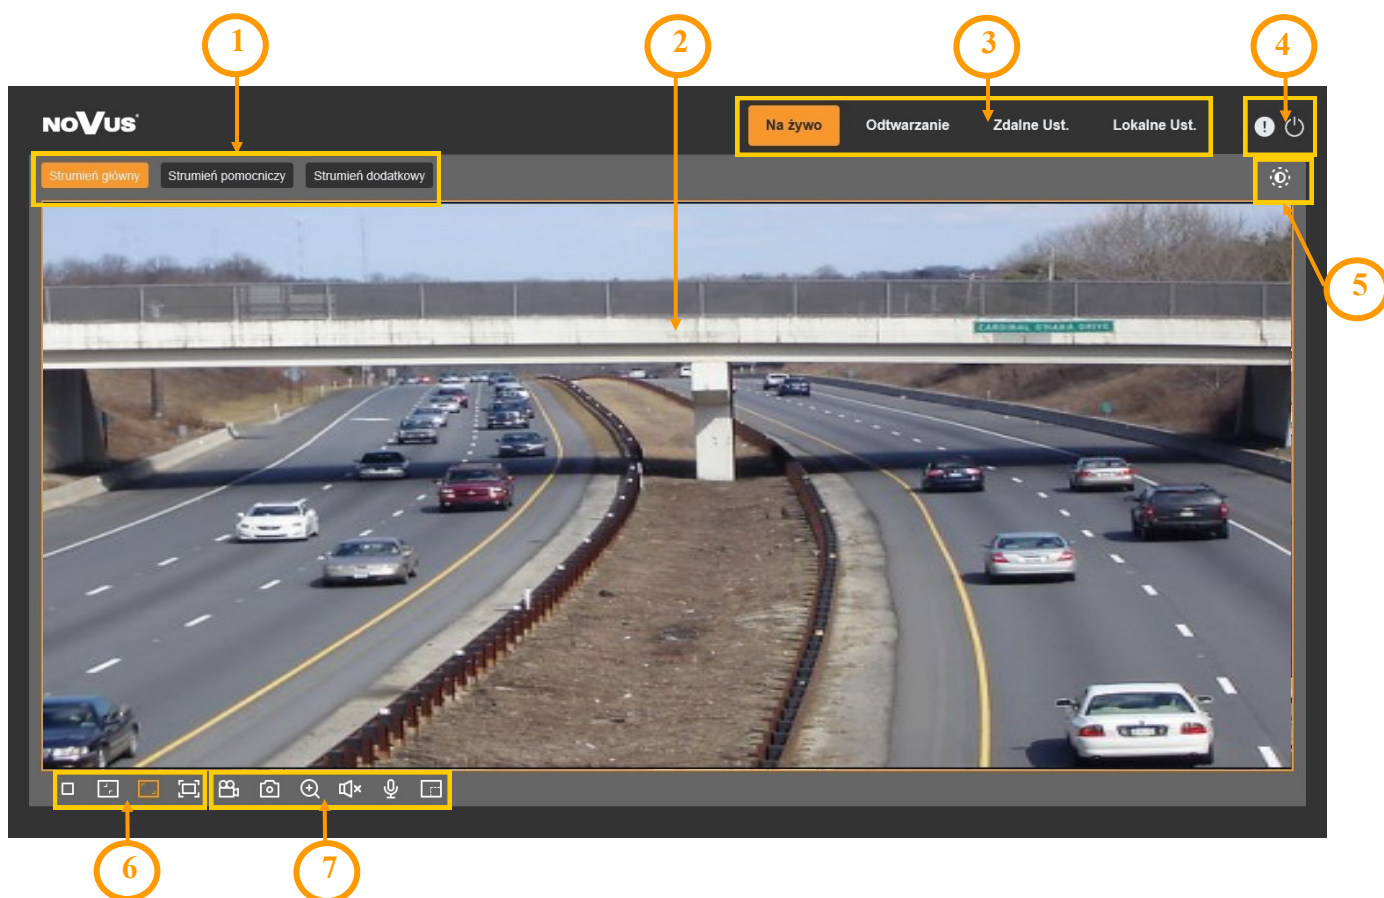 1
2
3
4
NOVUS
Na żywo Odtwarzanie Zdalne Ust. Lokalne Ust.
Strumień główny Strumień pomocniczy Strumień dodatkowy
5
CARDINAL O'HARA DRIVE
6
7